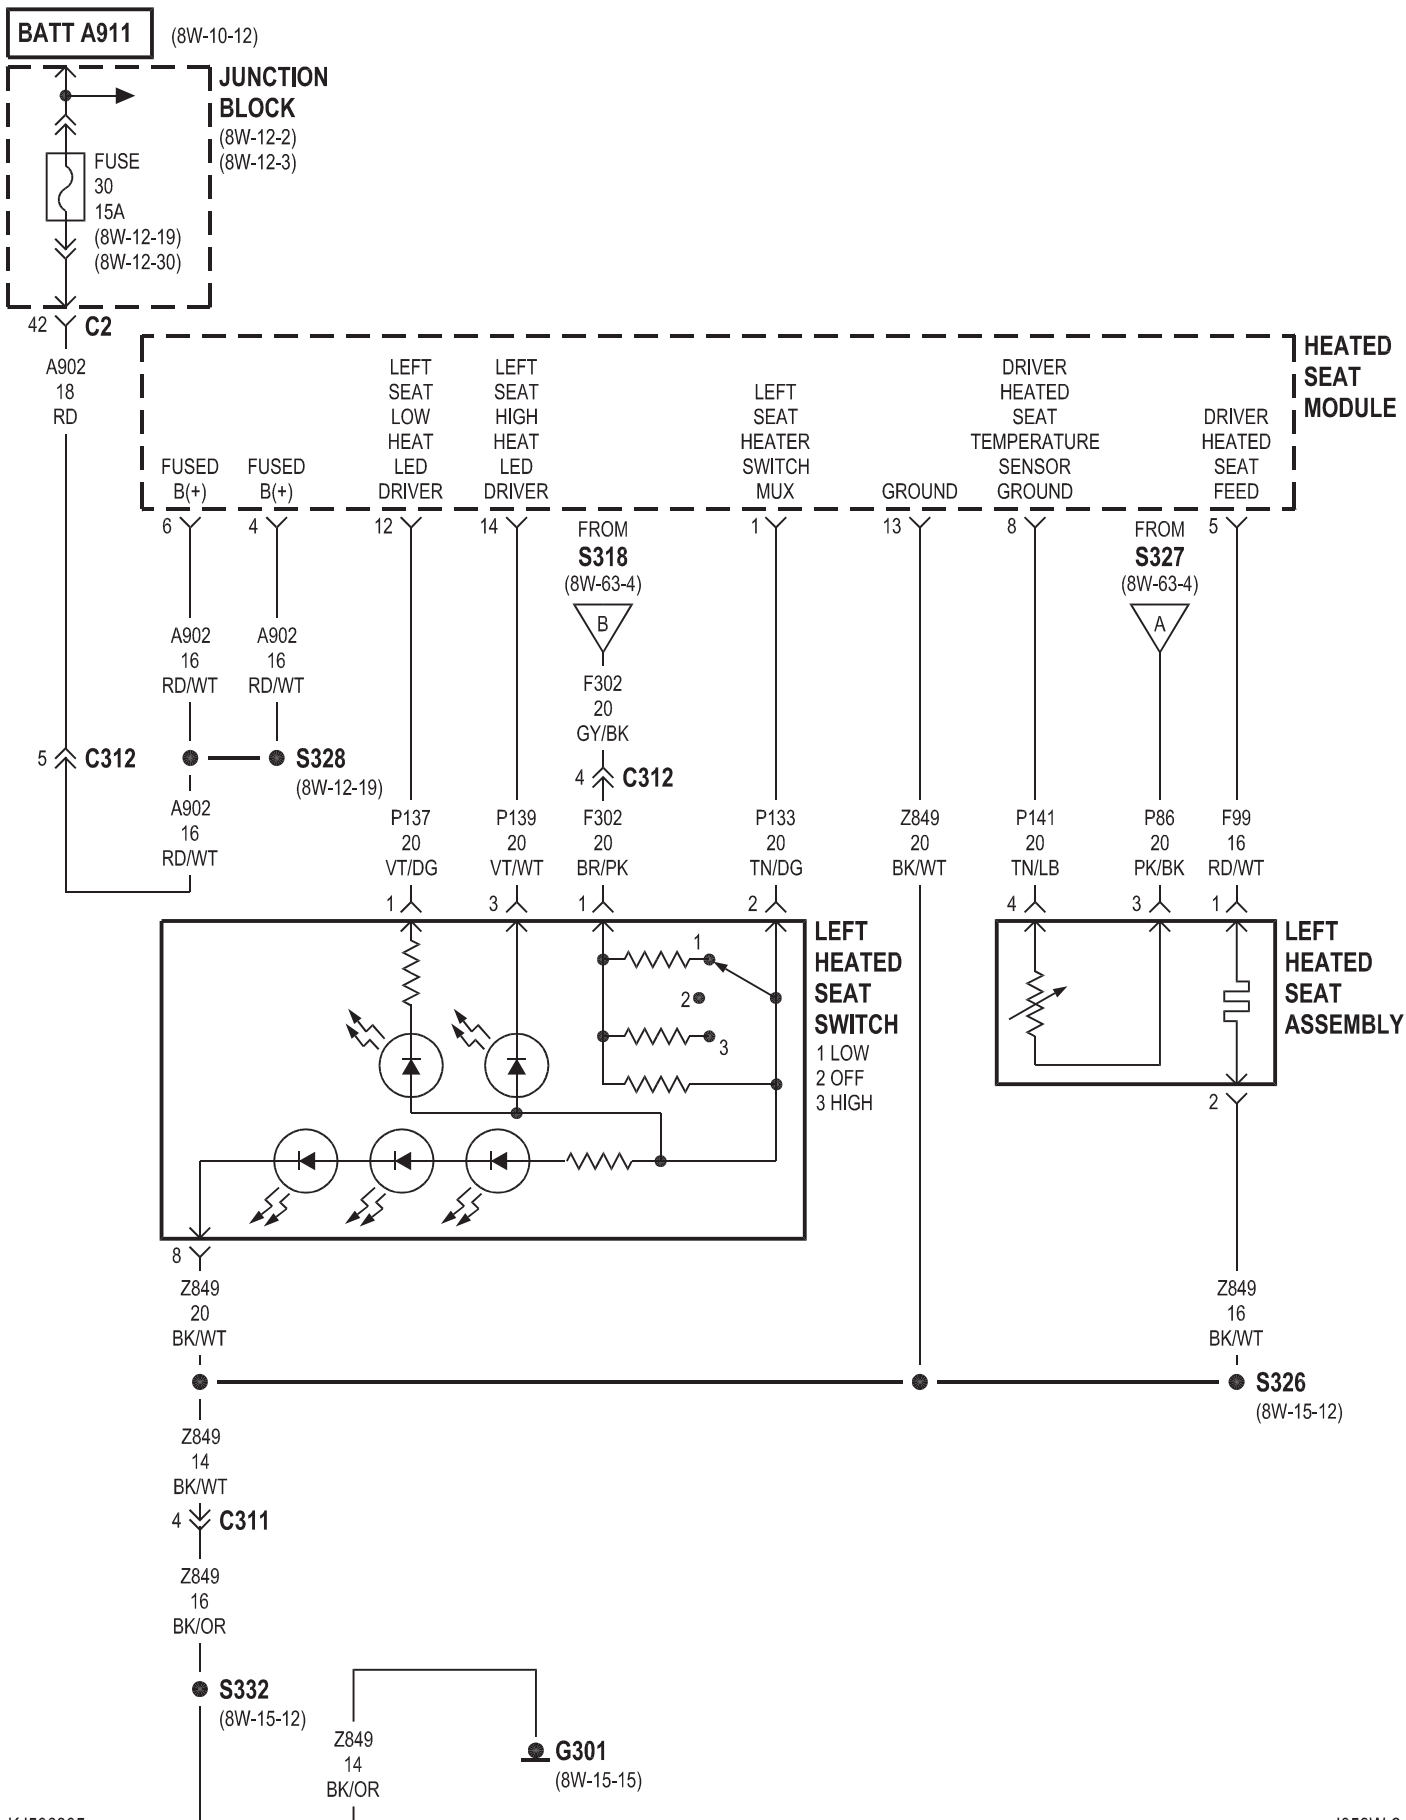 BATT A911
(8W-10-12)
JUNCTION
BLOCK
(8W-12-2)
(8W-12-3)
FUSE
30
15A
(8W-12-19)
(8W-12-30)
42
C2
A902
18
RD
HEATED
SEAT
MODULE
FUSED
B(+)
FUSED
B(+)
LEFT
SEAT
LOW
HEAT
LED
DRIVER
LEFT
SEAT
HIGH
HEAT
LED
DRIVER
LEFT
SEAT
HEATER
SWITCH
MUX
GROUND
DRIVER
HEATED
SEAT
TEMPERATURE
SENSOR
GROUND
DRIVER
HEATED
SEAT
FEED
6
4
12
14
FROM
S318
(8W-63-4)
B
1
13
8
FROM
S327
(8W-63-4)
A
5
A902
16
RD/WT
A902
16
RD/WT
F302
20
GY/BK
5
C312
S328
(8W-12-19)
4
C312
A902
16
RD/WT
P137
20
VT/DG
P139
20
VT/WT
F302
20
BR/PK
P133
20
TN/DG
Z849
20
BK/WT
P141
20
TN/LB
P86
20
PK/BK
F99
16
RD/WT
1
3
1
2
4
3
1
1
2
3
LEFT
HEATED
SEAT
SWITCH
1 LOW
2 OFF
3 HIGH
LEFT
HEATED
SEAT
ASSEMBLY
2
8
Z849
20
BK/WT
Z849
16
BK/WT
S326
(8W-15-12)
Z849
14
BK/WT
4
C311
Z849
16
BK/OR
S332
(8W-15-12)
Z849
14
BK/OR
G301
(8W-15-15)